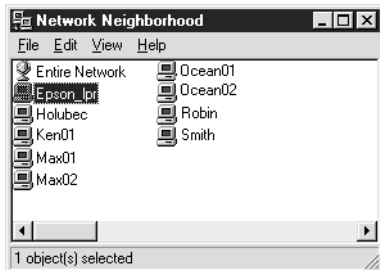 Network Neighborhood
File Edit View Help
Entire Network
Epson_lpr
Holubec
Ken01
Max01
Max02
Ocean01
Ocean02
Robin
Smith
1 object(s) selected